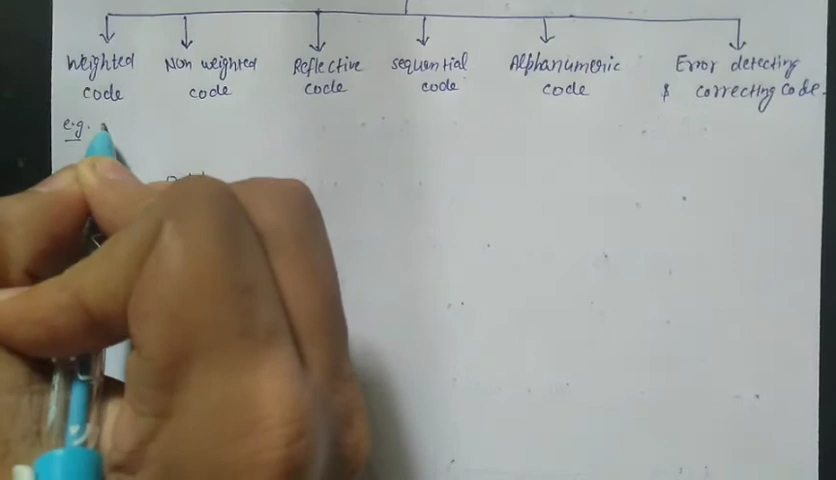 Weighted code
Non weighted code
Reflective code
sequential code
Alphanumeric code
Error detecting & correcting code.
e.g.